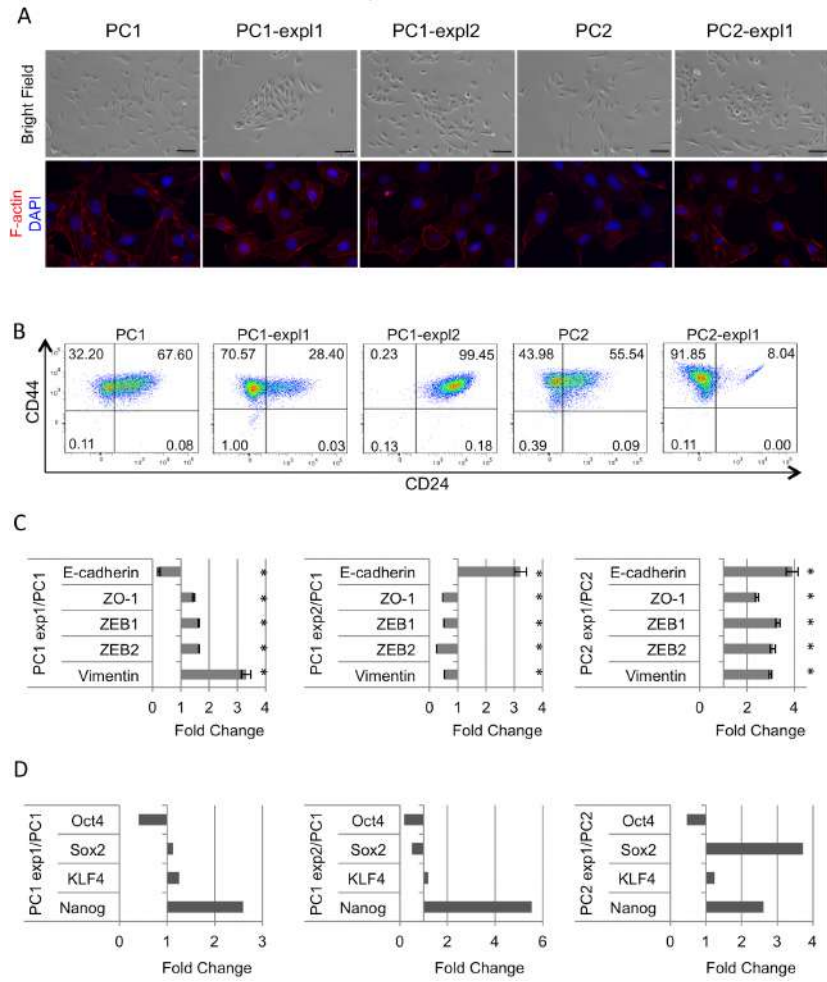 A
PC1 PC1-expl1 PC1-expl2 PC2 PC2-expl1
Bright Field
F-actin
DAPI
B
PC1 PC1-expl1 PC1-expl2 PC2 PC2-expl1
32.20 67.60 70.57 28.40 0.23 99.45 43.98 55.54 91.85 8.04
CD44
0.11 0.08 1.00 0.03 0.13 0.18 0.39 0.09 0.11 0.00
CD24
C
PC1 exp1/PC1
E-cadherin *
ZO-1 *
ZEB1 *
ZEB2 *
Vimentin *
0 1 2 3 4
Fold Change
PC1 exp2/PC1
E-cadherin *
ZO-1 *
ZEB1 *
ZEB2 *
Vimentin *
0 1 2 3 4
Fold Change
PC2 exp1/PC2
E-cadherin *
ZO-1 *
ZEB1 *
ZEB2 *
Vimentin *
0 2 4
Fold Change
D
PC1 exp1/PC1
Oct4
Sox2
KLF4
Nanog
0 1 2 3
Fold Change
PC1 exp2/PC1
Oct4
Sox2
KLF4
Nanog
0 2 4 6
Fold Change
PC2 exp1/PC2
Oct4
Sox2
KLF4
Nanog
0 1 2 3 4
Fold Change